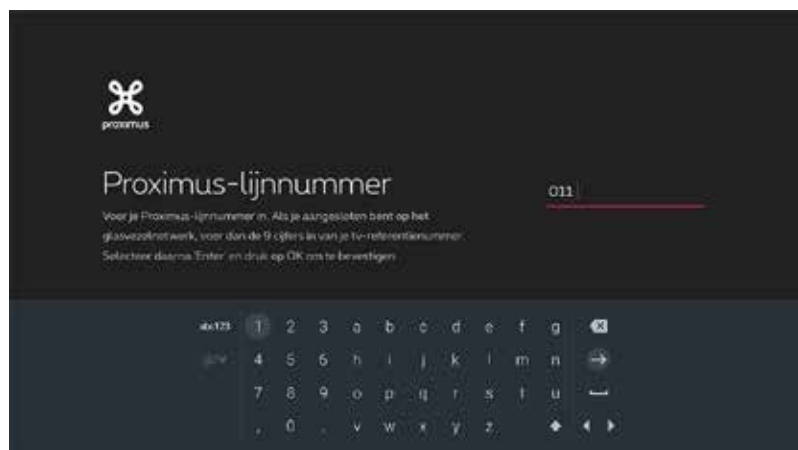 proximus
Proximus-lijnnummer
011
Voer je Proximus-lijnnummer in. Als je aangesloten bent op het
glasvezelnetwerk, voer dan de 9 cijfers in van je tv-referentienummer.
Selecteer daarna 'Enter' en druk op OK om te bevestigen
abc123 1 2 3 a b c d e f g
4 5 6 h i j k l m n
7 8 9 o p q r s t u
, 0 . v w x y z